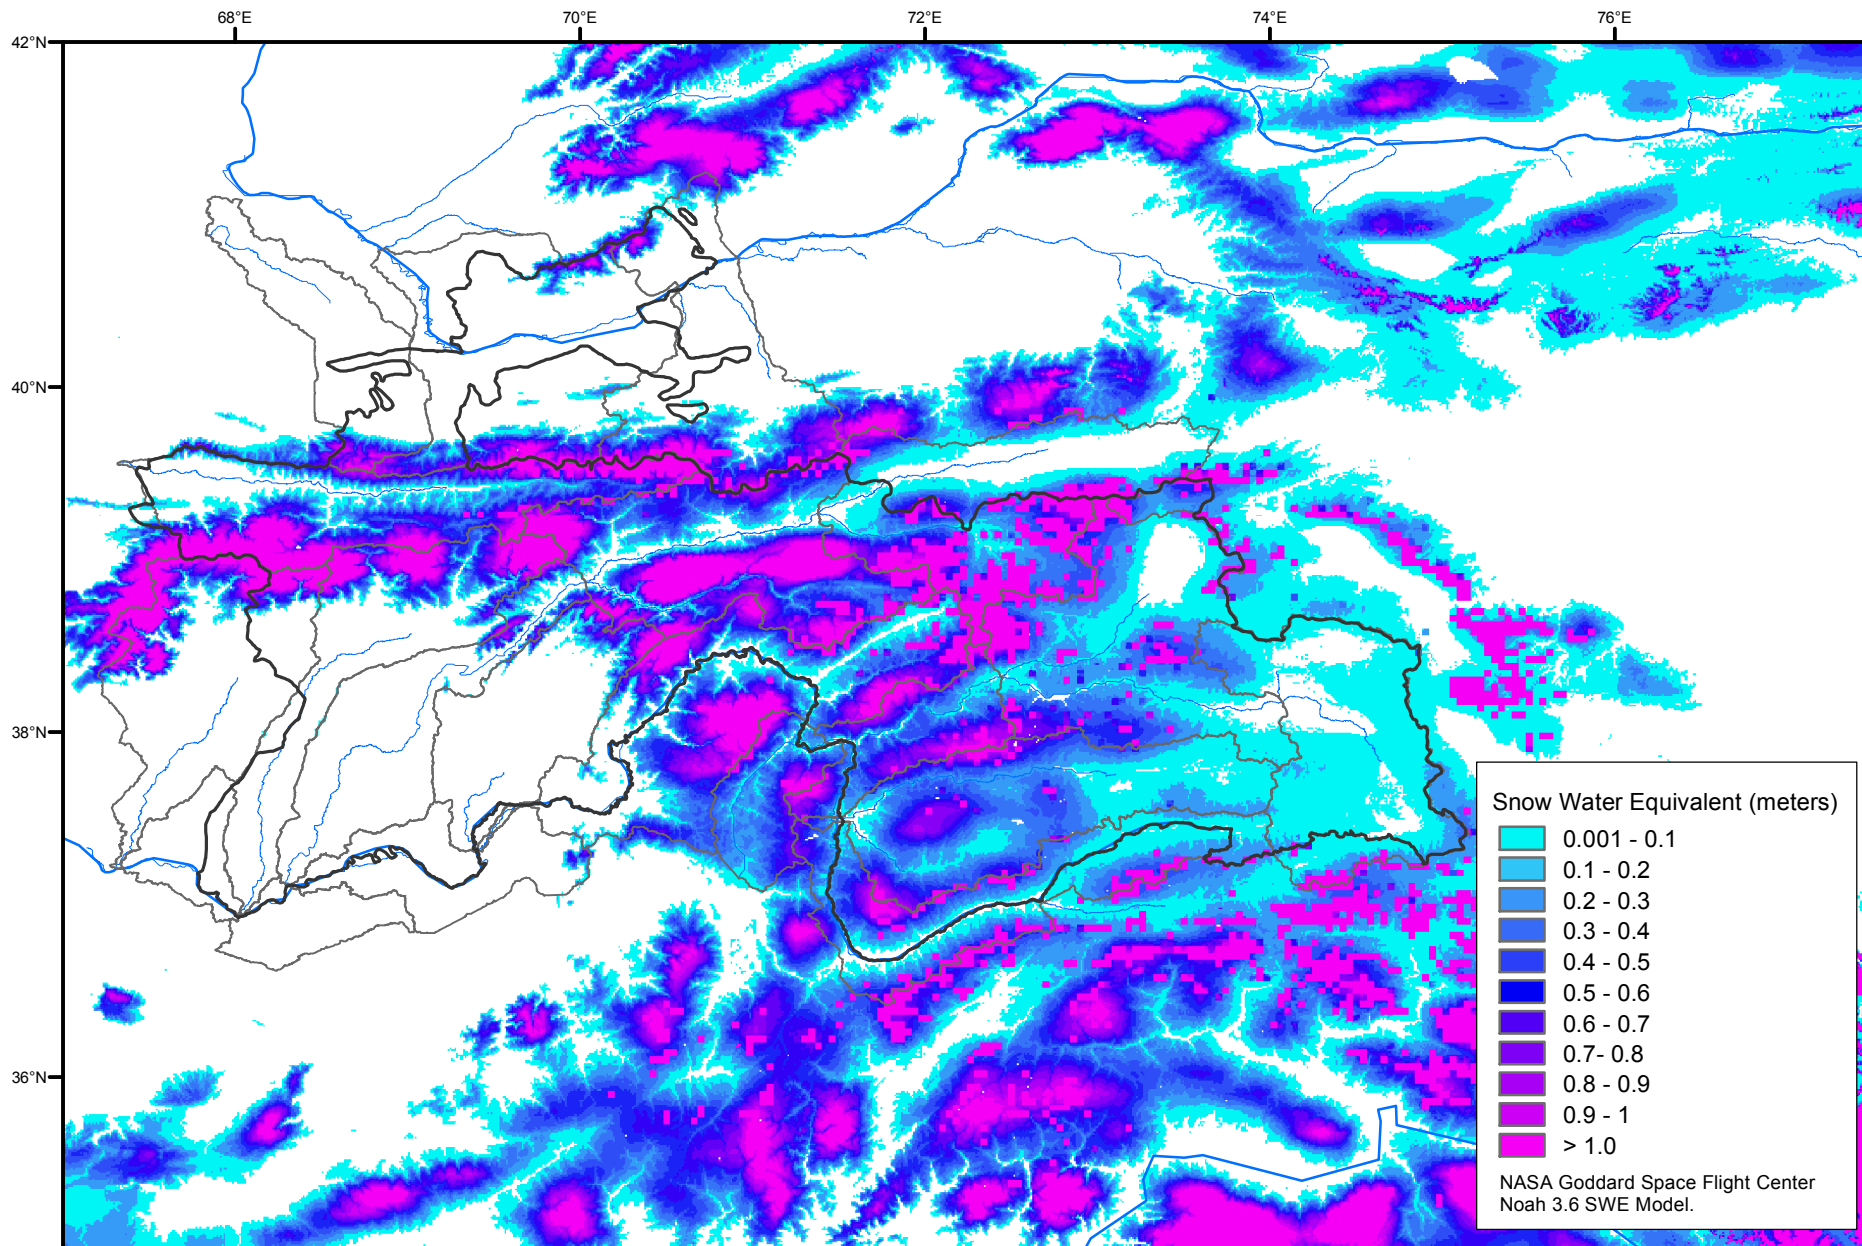 68°E
70°E
72°E
74°E
76°E
42°N
40°N
38°N
36°N
Snow Water Equivalent (meters)
0.001 - 0.1
0.1 - 0.2
0.2 - 0.3
0.3 - 0.4
0.4 - 0.5
0.5 - 0.6
0.6 - 0.7
0.7- 0.8
0.8 - 0.9
0.9 - 1
> 1.0
NASA Goddard Space Flight Center
Noah 3.6 SWE Model.